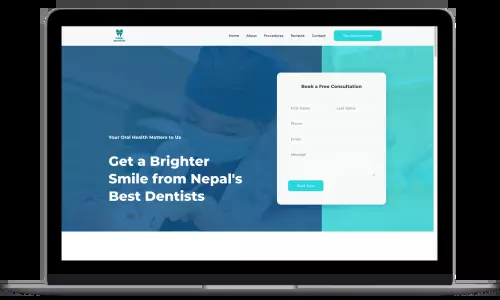 Home About Procedures Reviews Contact
Your Oral Health Matters to Us
Get a Brighter
Smile from Nepal's
Best Dentists
Book a Free Consultation
First Name Last Name
Phone
Email
Message
Book Now